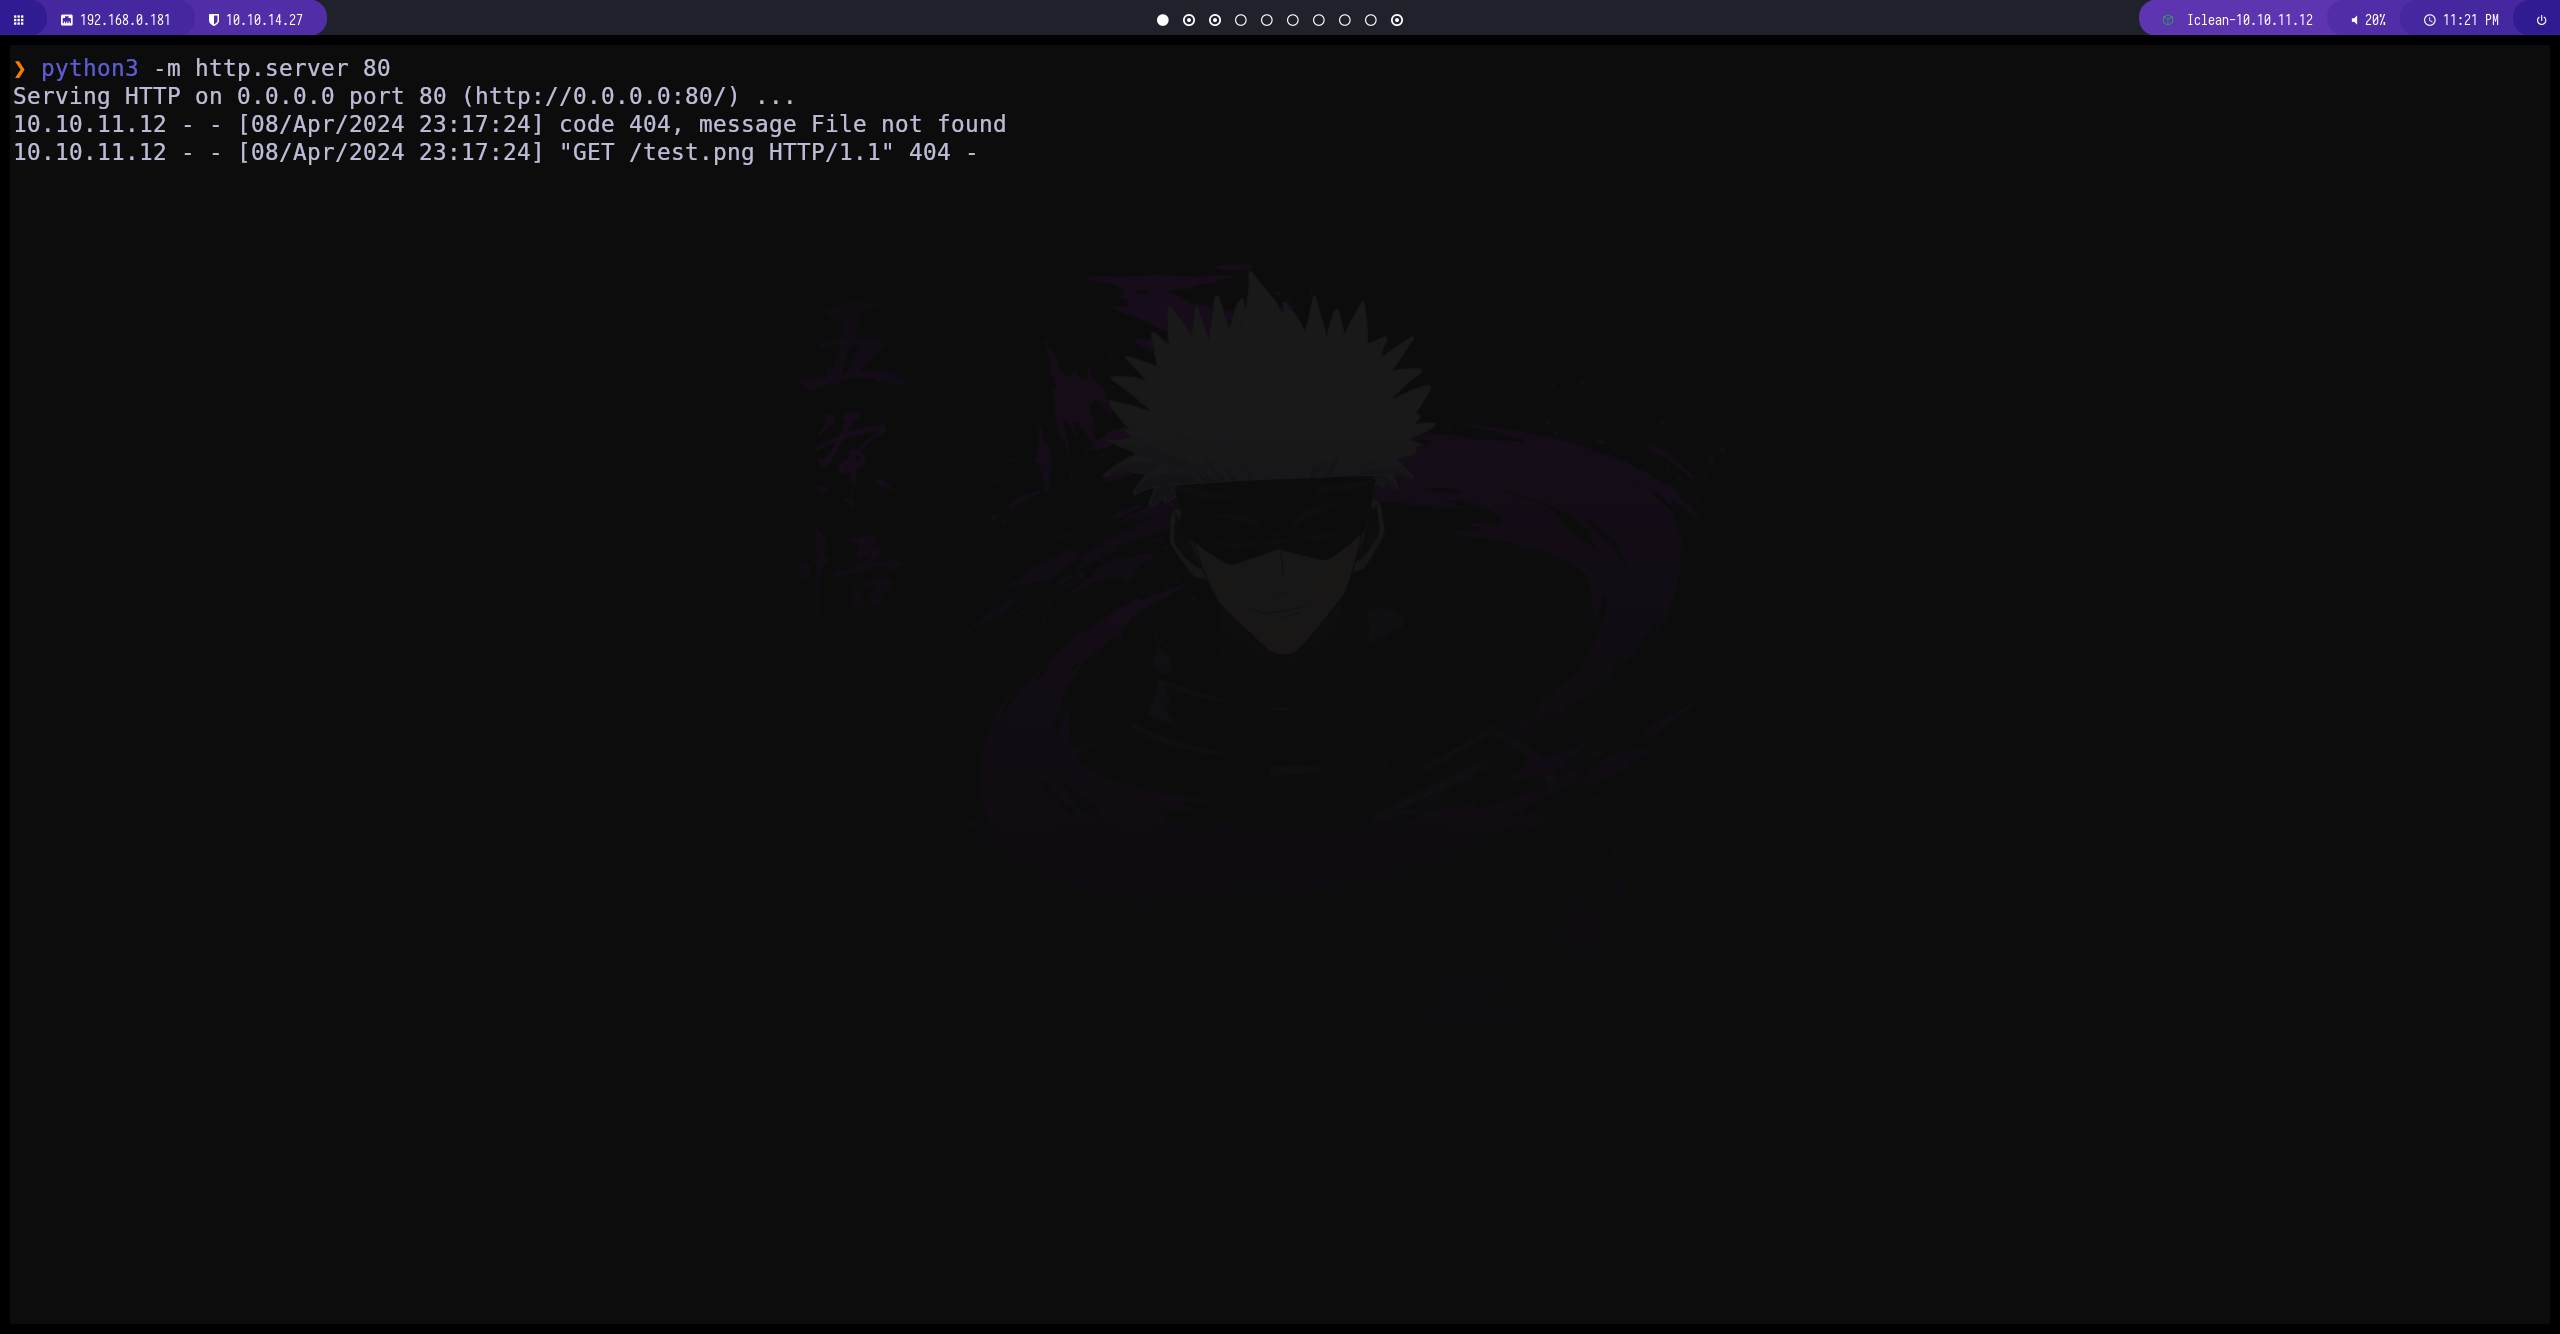 192.168.0.181 10.10.14.27 Iclean-10.10.11.12 20% 11:21 PM
❯ python3 -m http.server 80
Serving HTTP on 0.0.0.0 port 80 (http://0.0.0.0:80/) ...
10.10.11.12 - - [08/Apr/2024 23:17:24] code 404, message File not found
10.10.11.12 - - [08/Apr/2024 23:17:24] "GET /test.png HTTP/1.1" 404 -
五
条
悟